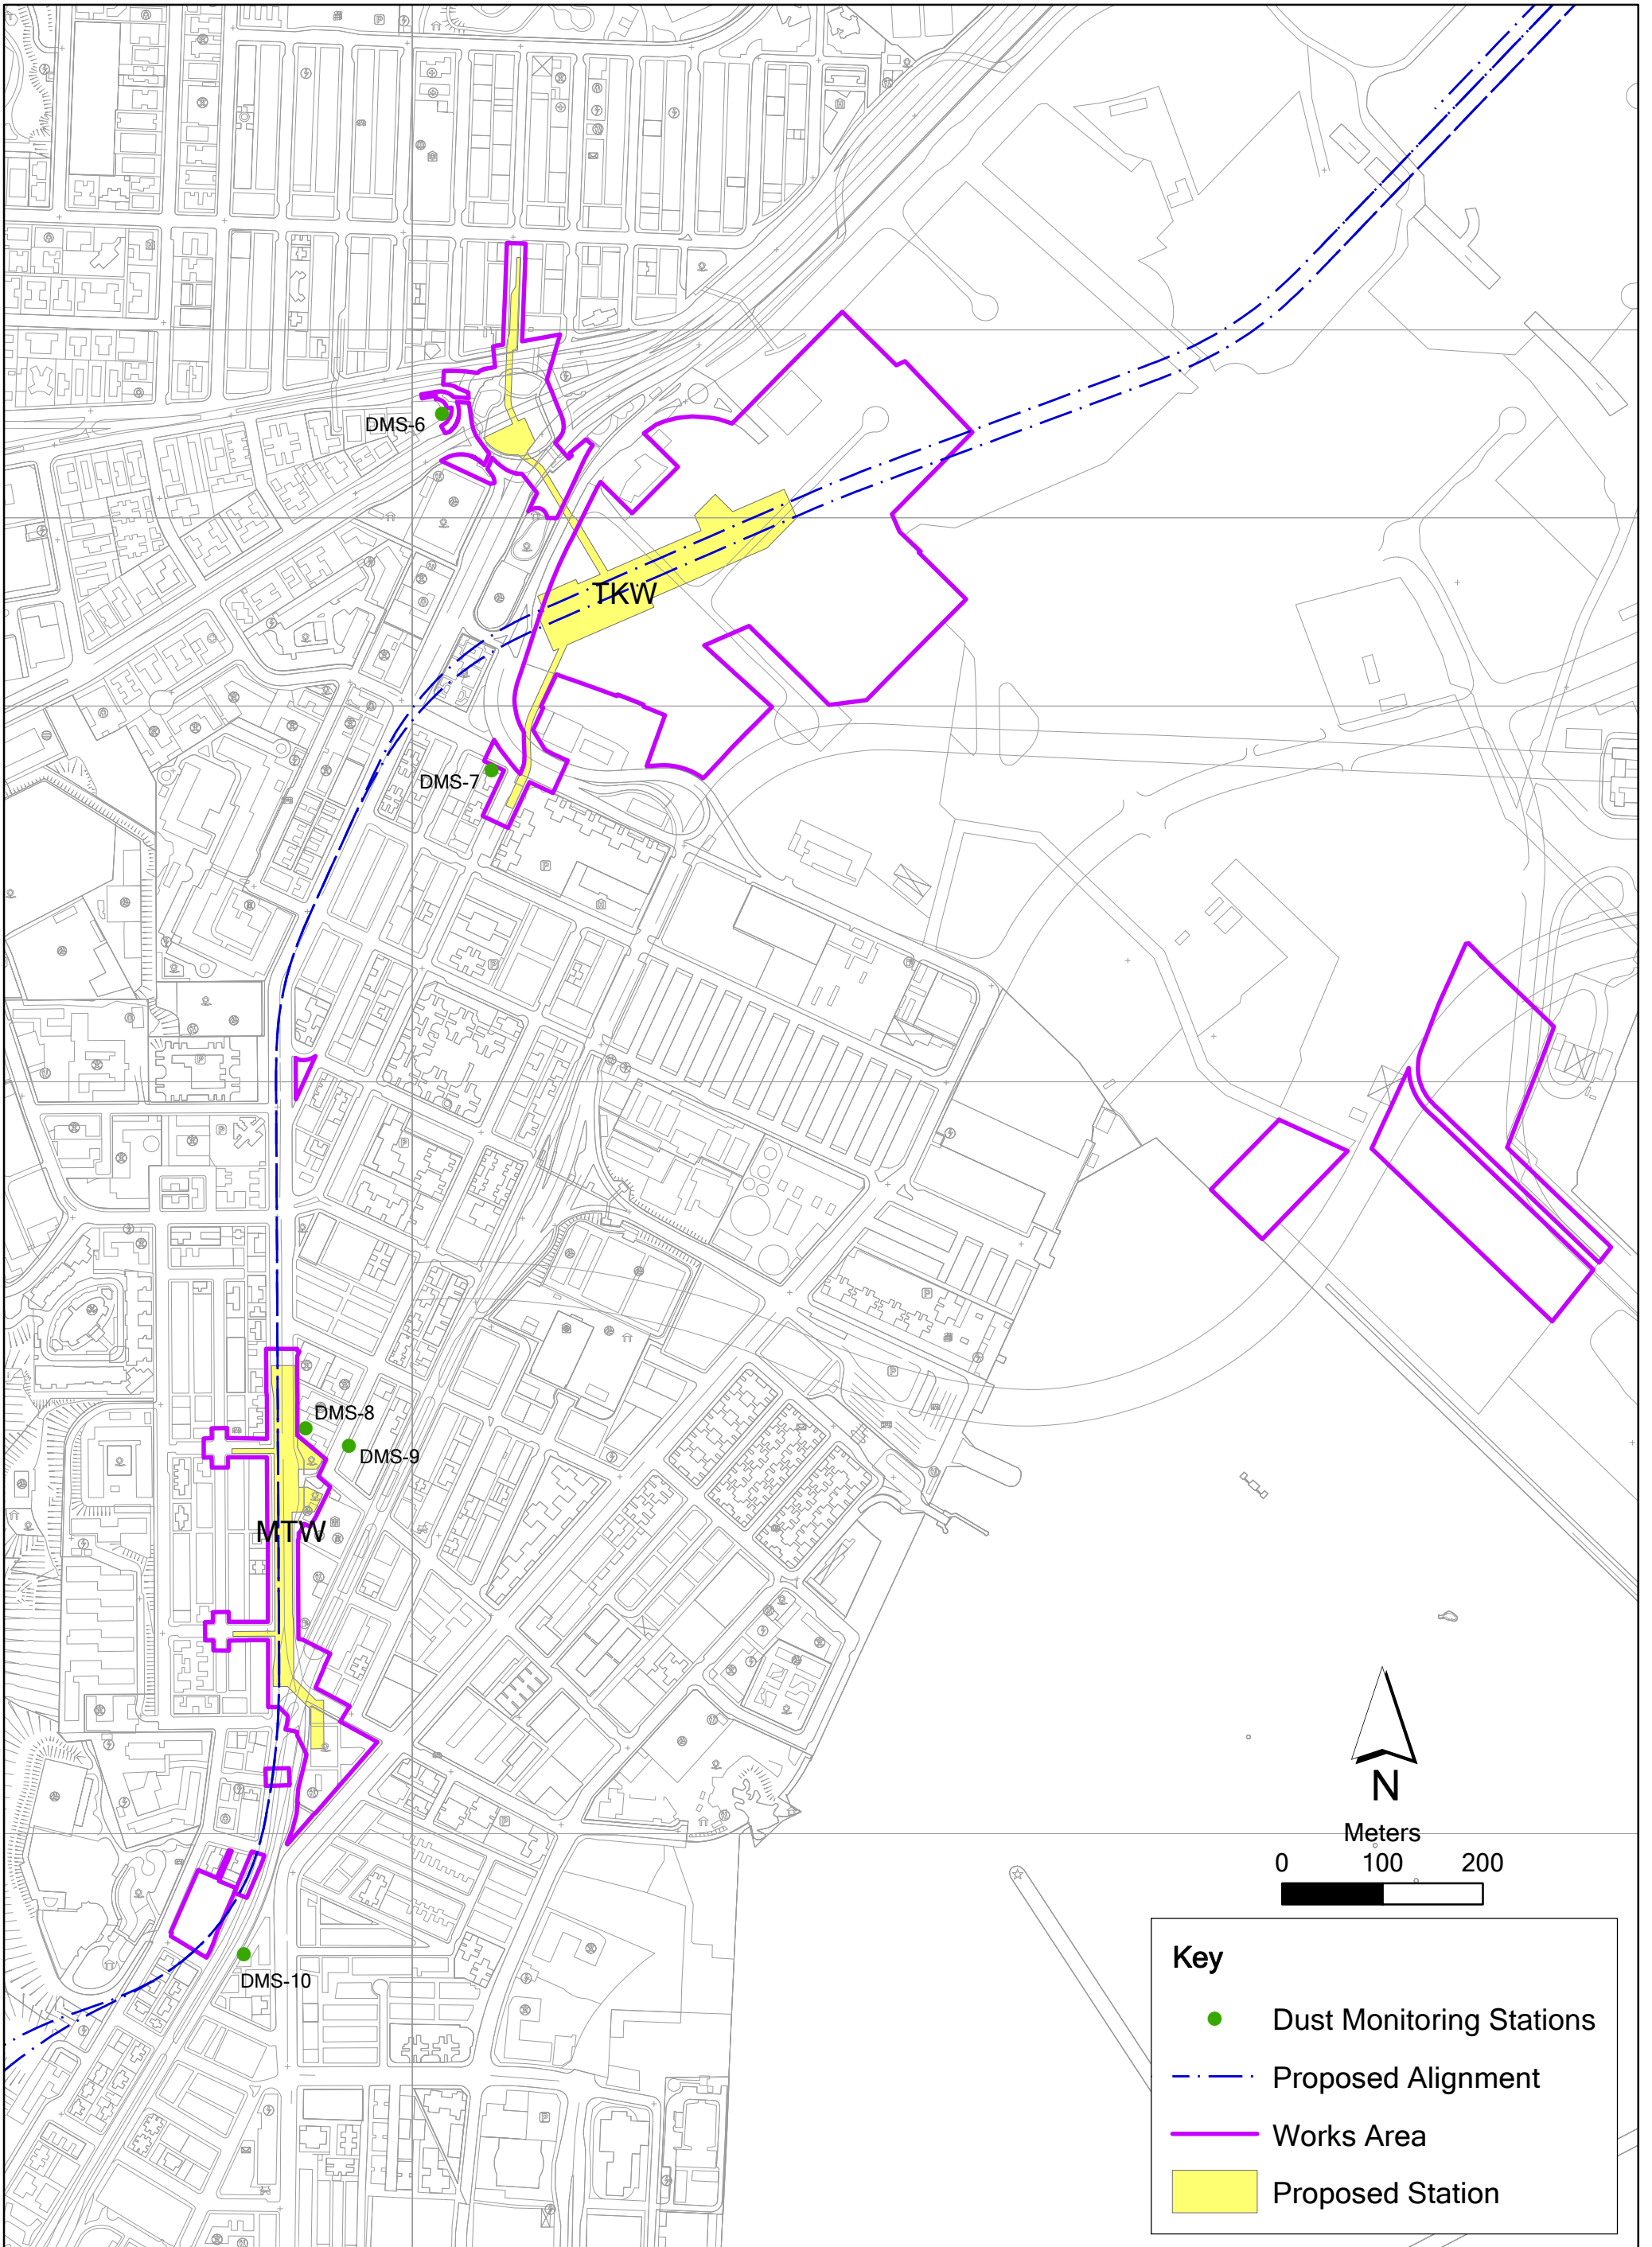 DMS-6
TKW
DMS-7
DMS-8
DMS-9
MTW
DMS-10
N
Meters
0 100 200
Key
Dust Monitoring Stations
Proposed Alignment
Works Area
Proposed Station